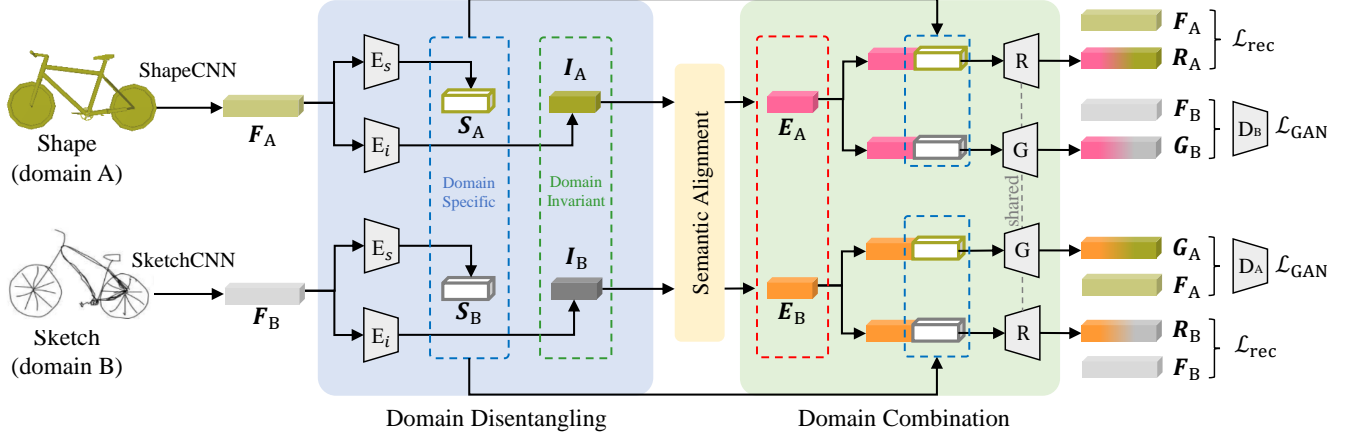 ShapeCNN
Shape
(domain A)
F_A
E_s
E_i
S_A
I_A
Domain
Specific
Domain
Invariant
SketchCNN
Sketch
(domain B)
F_B
E_s
E_i
S_B
I_B
Domain Disentangling
Semantic Alignment
E_A
E_B
R
G
shared
G
R
Domain Combination
F_A
R_A
ℒ_rec
F_B
G_B
D_B
ℒ_GAN
G_A
F_A
D_A
ℒ_GAN
R_B
F_B
ℒ_rec